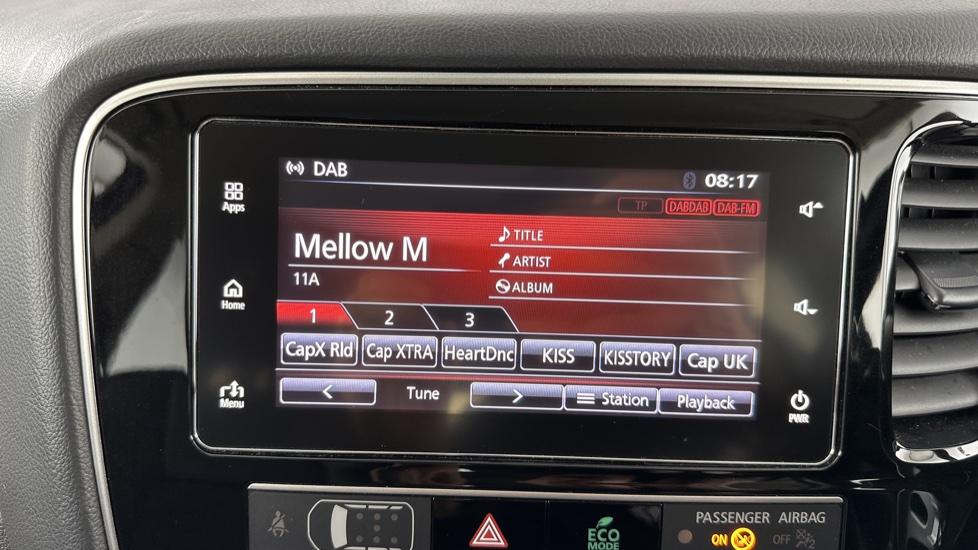 DAB
08:17
TP DABDAB DAB-FM
Apps
Mellow M
TITLE
11A
ARTIST
ALBUM
Home
1 2 3
CapX Rld Cap XTRA HeartDnc KISS KISSTORY Cap UK
< Tune > Station Playback
Menu
PWR
ECO
MODE
PASSENGER AIRBAG
ON OFF